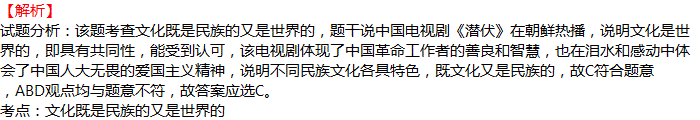 【解析】
试题分析：该题考查文化既是民族的又是世界的，题干说中国电视剧《潜伏》在朝鲜热播，说明文化是世
界的，即具有共同性，能受到认可，该电视剧体现了中国革命工作者的善良和智慧，也在泪水和感动中体
会了中国人大无畏的爱国主义精神，说明不同民族文化各具特色，既文化又是民族的，故C符合题意
，ABD观点均与题意不符，故答案应选C。
考点：文化既是民族的又是世界的